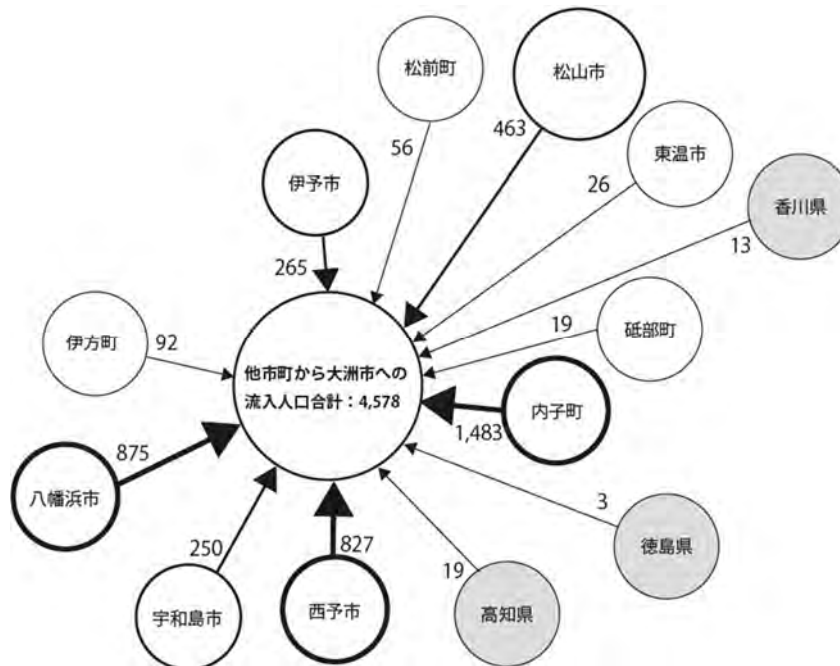 松前町
松山市
56
463
東温市
伊予市
26
香川県
13
265
伊方町
92
19
砥部町
他市町から大洲市への
流入人口合計：4,578
内子町
1,483
875
八幡浜市
3
徳島県
250
827
19
宇和島市
西予市
高知県